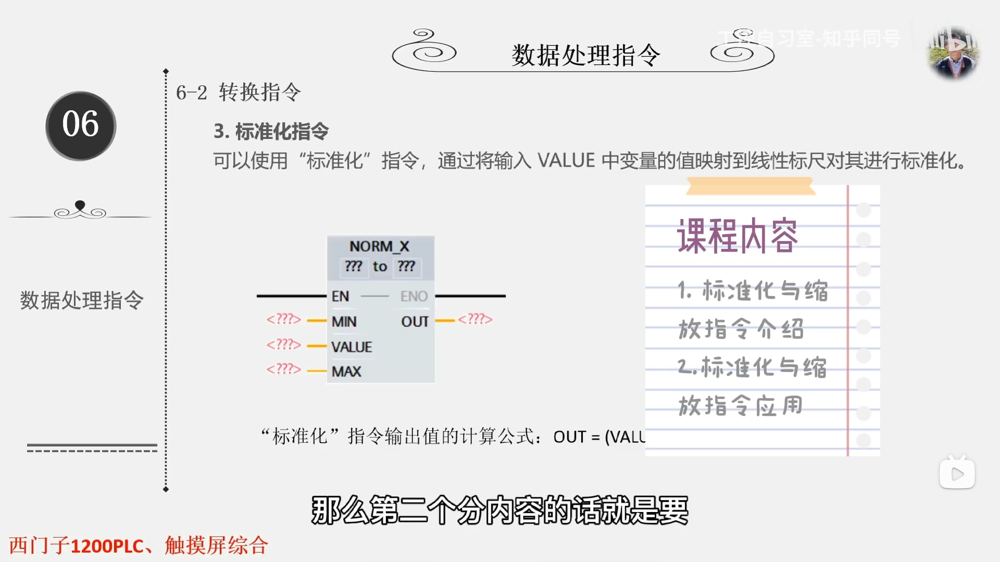 自习室-知乎同号
数据处理指令
6-2 转换指令
06
3. 标准化指令
可以使用“标准化”指令，通过将输入 VALUE 中变量的值映射到线性标尺对其进行标准化。
课程内容
1. 标准化与缩
放指令介绍
2.标准化与缩
放指令应用
NORM_X
??? to ???
EN ENO
<???> MIN OUT <???>
<???> VALUE
<???> MAX
数据处理指令
“标准化”指令输出值的计算公式：OUT = (VALU
那么第二个分内容的话就是要
西门子1200PLC、触摸屏综合